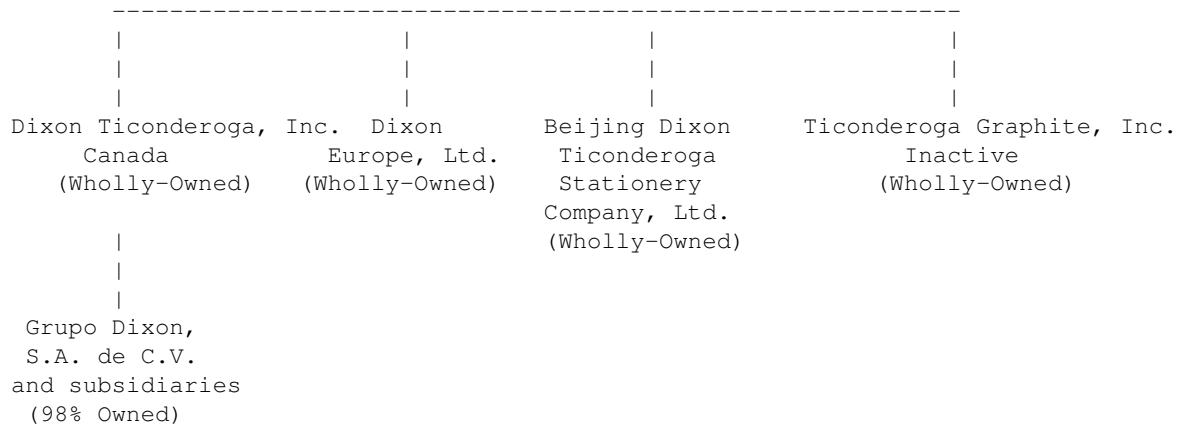 Dixon Ticonderoga, Inc. Dixon Beijing Dixon Ticonderoga Graphite, Inc.
Canada Europe, Ltd. Ticonderoga Inactive
(Wholly-Owned) (Wholly-Owned) Stationery (Wholly-Owned)
Company, Ltd.
(Wholly-Owned)
Grupo Dixon,
S.A. de C.V.
and subsidiaries
(98% Owned)